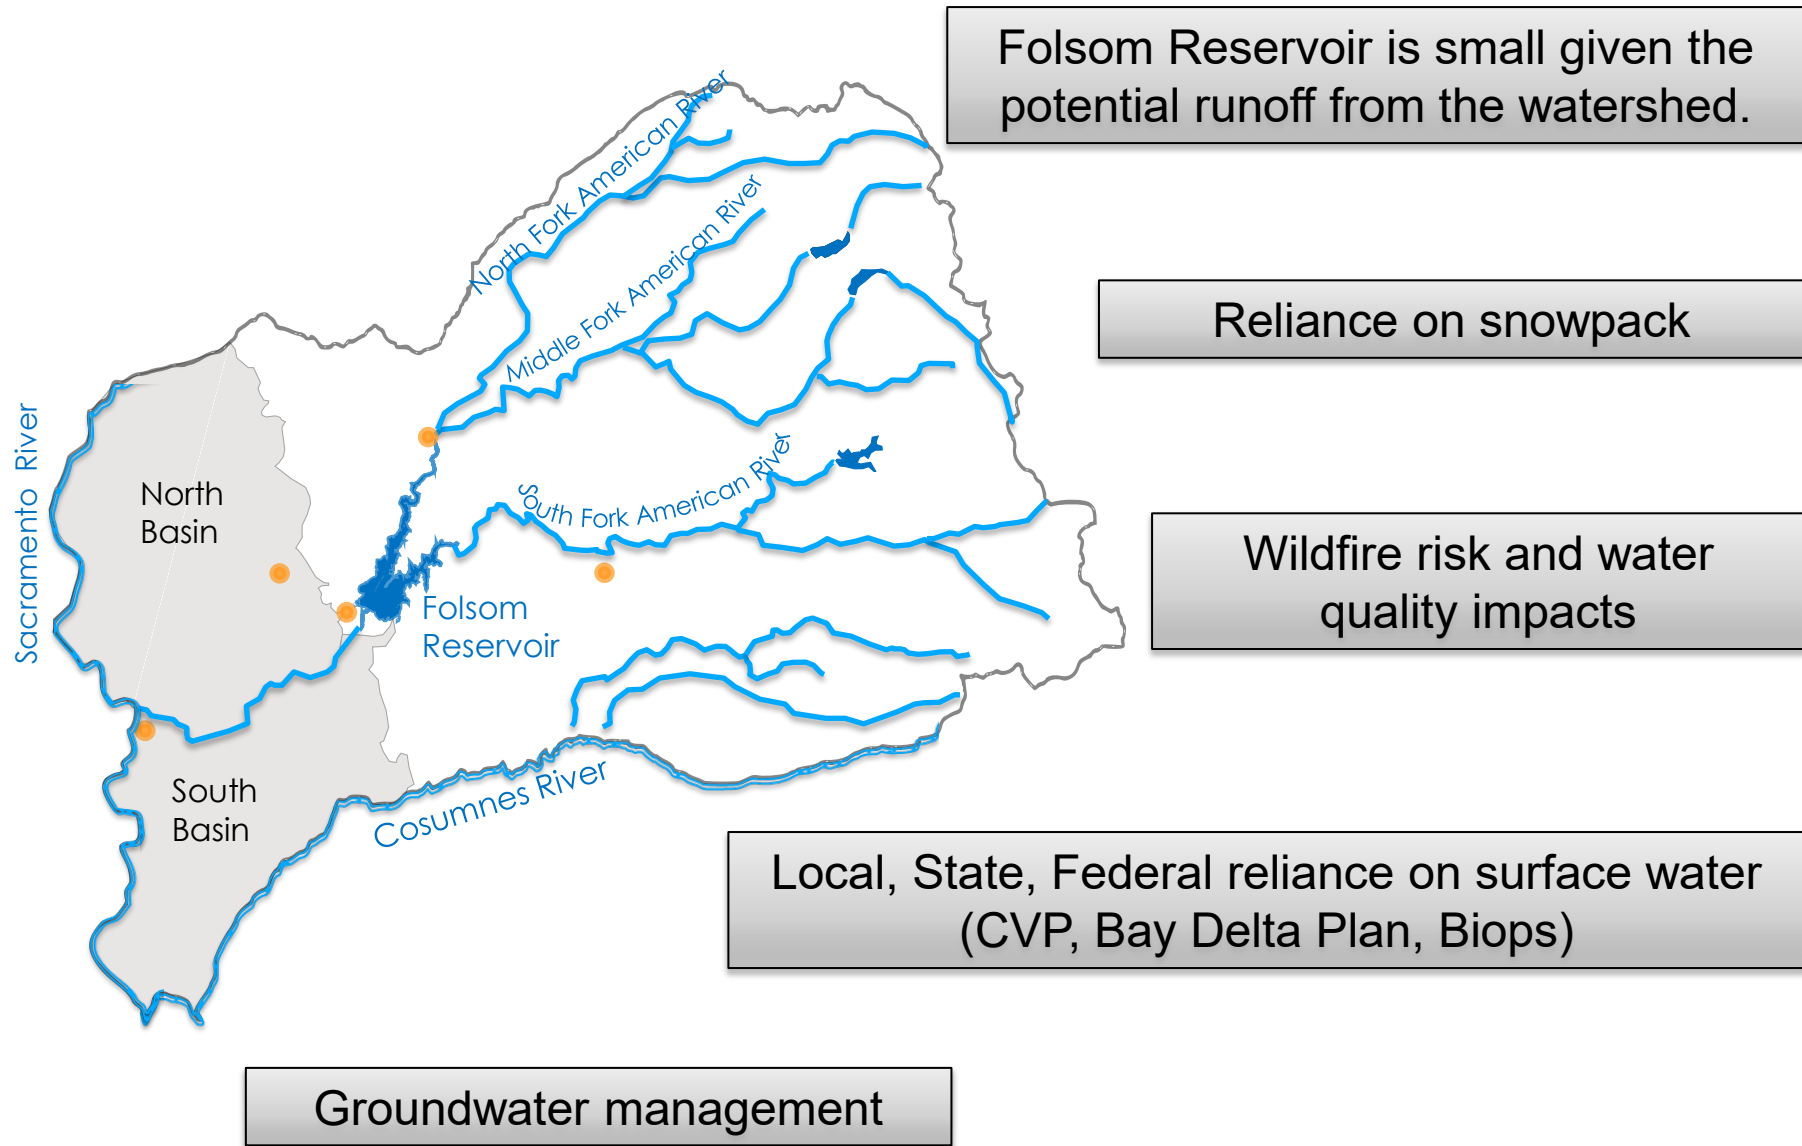 Folsom Reservoir is small given the
potential runoff from the watershed.
North Fork American River
Middle Fork American River
Reliance on snowpack
Sacramento River
North
Basin
South Fork American River
Wildfire risk and water
quality impacts
Folsom
Reservoir
South
Basin
Cosumnes River
Local, State, Federal reliance on surface water
(CVP, Bay Delta Plan, Biops)
Groundwater management